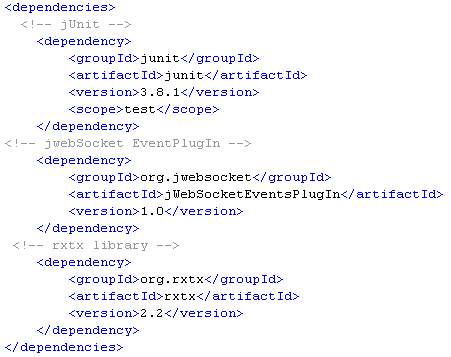 <dependencies>
<!-- jUnit -->
<dependency>
<groupId>junit</groupId>
<artifactId>junit</artifactId>
<version>3.8.1</version>
<scope>test</scope>
</dependency>
<!-- jwebSocket EventPlugIn -->
<dependency>
<groupId>org.jwebsocket</groupId>
<artifactId>jWebSocketEventsPlugIn</artifactId>
<version>1.0</version>
</dependency>
<!-- rxtx library -->
<dependency>
<groupId>org.rxtx</groupId>
<artifactId>rxtx</artifactId>
<version>2.2</version>
</dependency>
</dependencies>